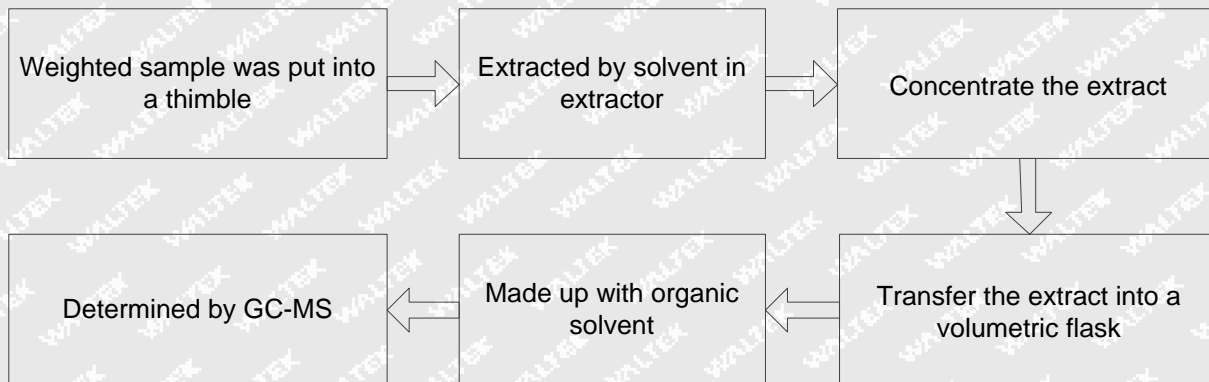 Weighted sample was put into
a thimble
Extracted by solvent in
extractor
Concentrate the extract
Transfer the extract into a
volumetric flask
Made up with organic
solvent
Determined by GC-MS
WALTEK